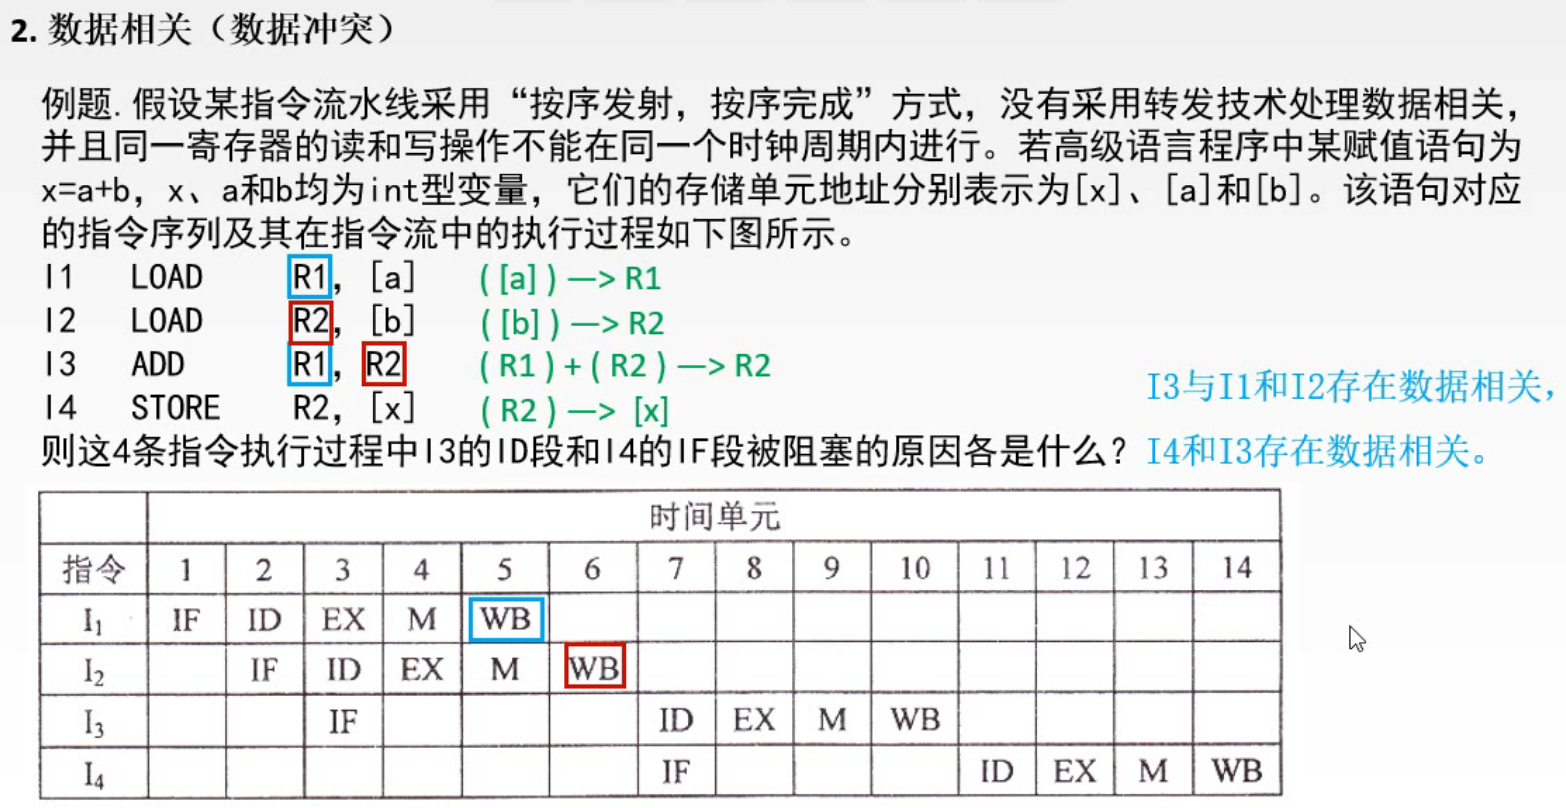 2. 数据相关（数据冲突）
例题.假设某指令流水线采用“按序发射，按序完成”方式，没有采用转发技术处理数据相关，
并且同一寄存器的读和写操作不能在同一个时钟周期内进行。若高级语言程序中某赋值语句为
x=a+b，x、a和b均为int型变量，它们的存储单元地址分别表示为[x]、[a]和[b]。该语句对应
的指令序列及其在指令流中的执行过程如下图所示。
I1 LOAD R1，[a] ( [a] ) —> R1
I2 LOAD R2，[b] ( [b] ) —> R2
I3 ADD R1，R2 ( R1 ) + ( R2 ) —> R2
I4 STORE R2，[x] ( R2 ) —> [x]
I3与I1和I2存在数据相关，
则这4条指令执行过程中I3的ID段和I4的IF段被阻塞的原因各是什么？ I4和I3存在数据相关。
时间单元
指令 1 2 3 4 5 6 7 8 9 10 11 12 13 14
I₁ IF ID EX M WB
I₂ IF ID EX M WB
I₃ IF ID EX M WB
I₄ IF ID EX M WB